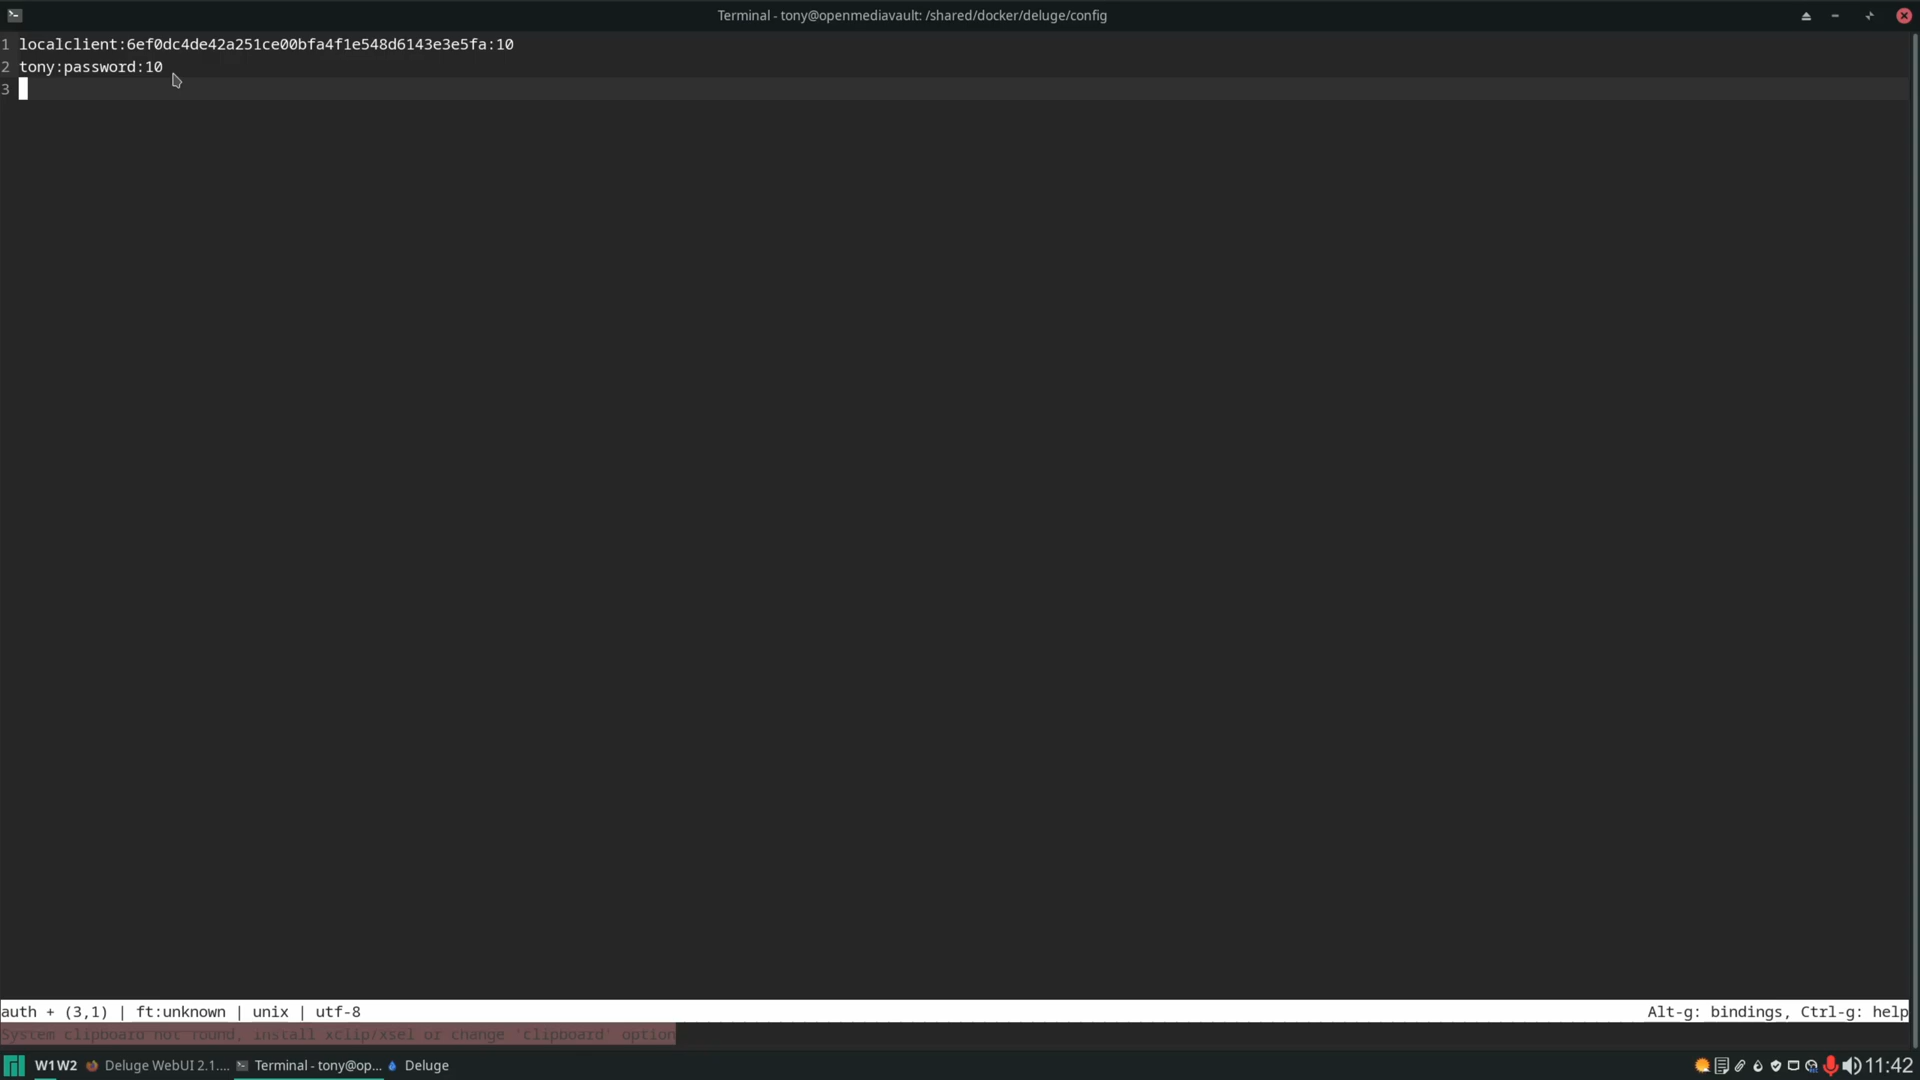 Terminal - tony@openmediavault: /shared/docker/deluge/config
1 localclient:6ef0dc4de42a251ce00bfa4f1e548d6143e3e5fa:10
2 tony:password:10
3
auth + (3,1) | ft:unknown | unix | utf-8 Alt-g: bindings, Ctrl-g: help
System clipboard not found, install xclip/xsel or change 'clipboard' option
W1W2 Deluge WebUI 2.1.... Terminal - tony@op... Deluge 11:42